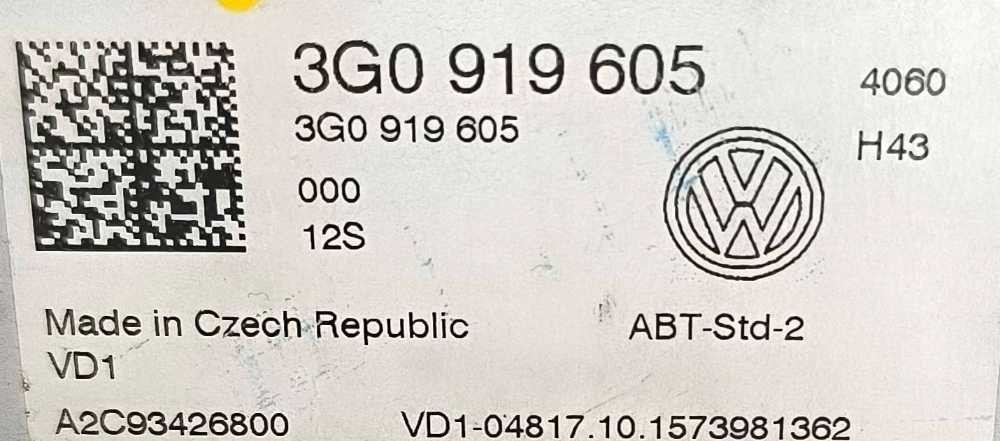 3G0 919 605
4060
3G0 919 605
H43
000
12S
Made in Czech Republic
ABT-Std-2
VD1
A2C93426800
VD1-04817.10.1573981362